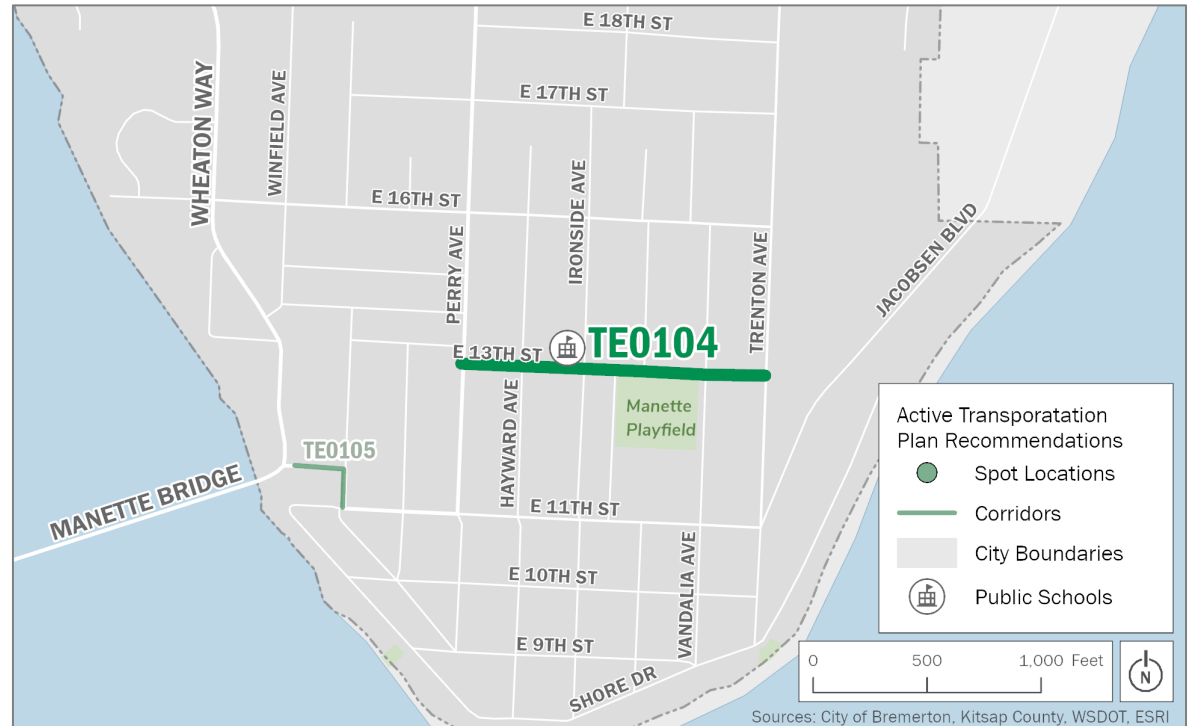 E 18TH ST
E 17TH ST
WHEATON WAY
WINFIELD AVE
E 16TH ST
IRONSIDE AVE
PERRY AVE
TRENTON AVE
JACOBSEN BLVD
E 13TH ST
TE0104
HAYWARD AVE
Manette
Playfield
TE0105
MANETTE BRIDGE
E 11TH ST
VANDALIA AVE
E 10TH ST
E 9TH ST
SHORE DR
Active Transporatation
Plan Recommendations
Spot Locations
Corridors
City Boundaries
Public Schools
0 500 1,000 Feet
N
Sources: City of Bremerton, Kitsap County, WSDOT, ESRI